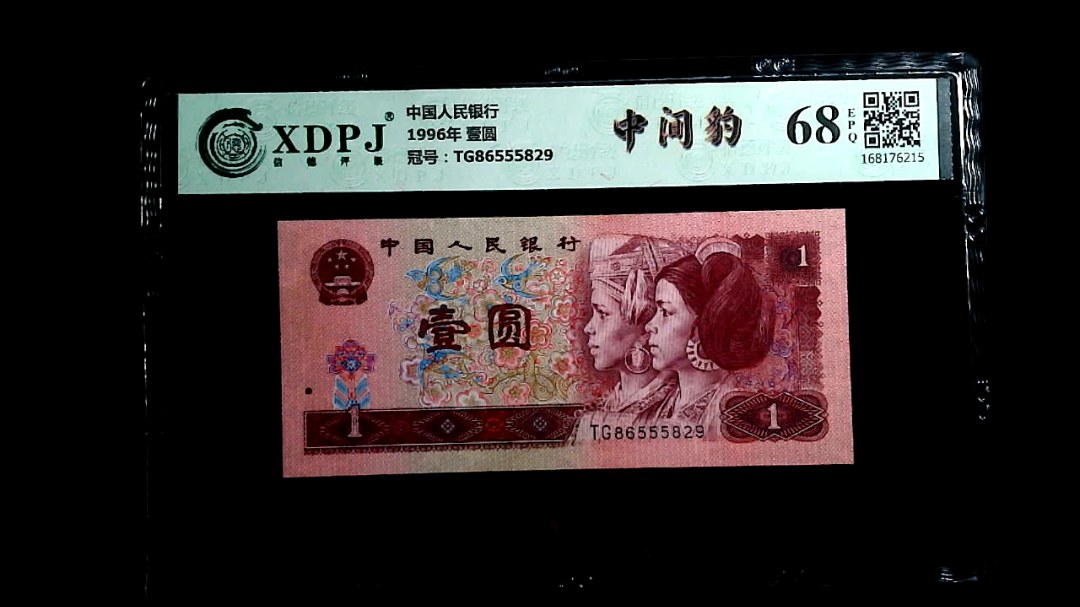 XDPJ®
信德评级
中国人民银行
1996年 壹圆
冠号：TG86555829
中间豹
68
EPQ
168176215
中国人民银行
1
壹圆
1
TG86555829
1